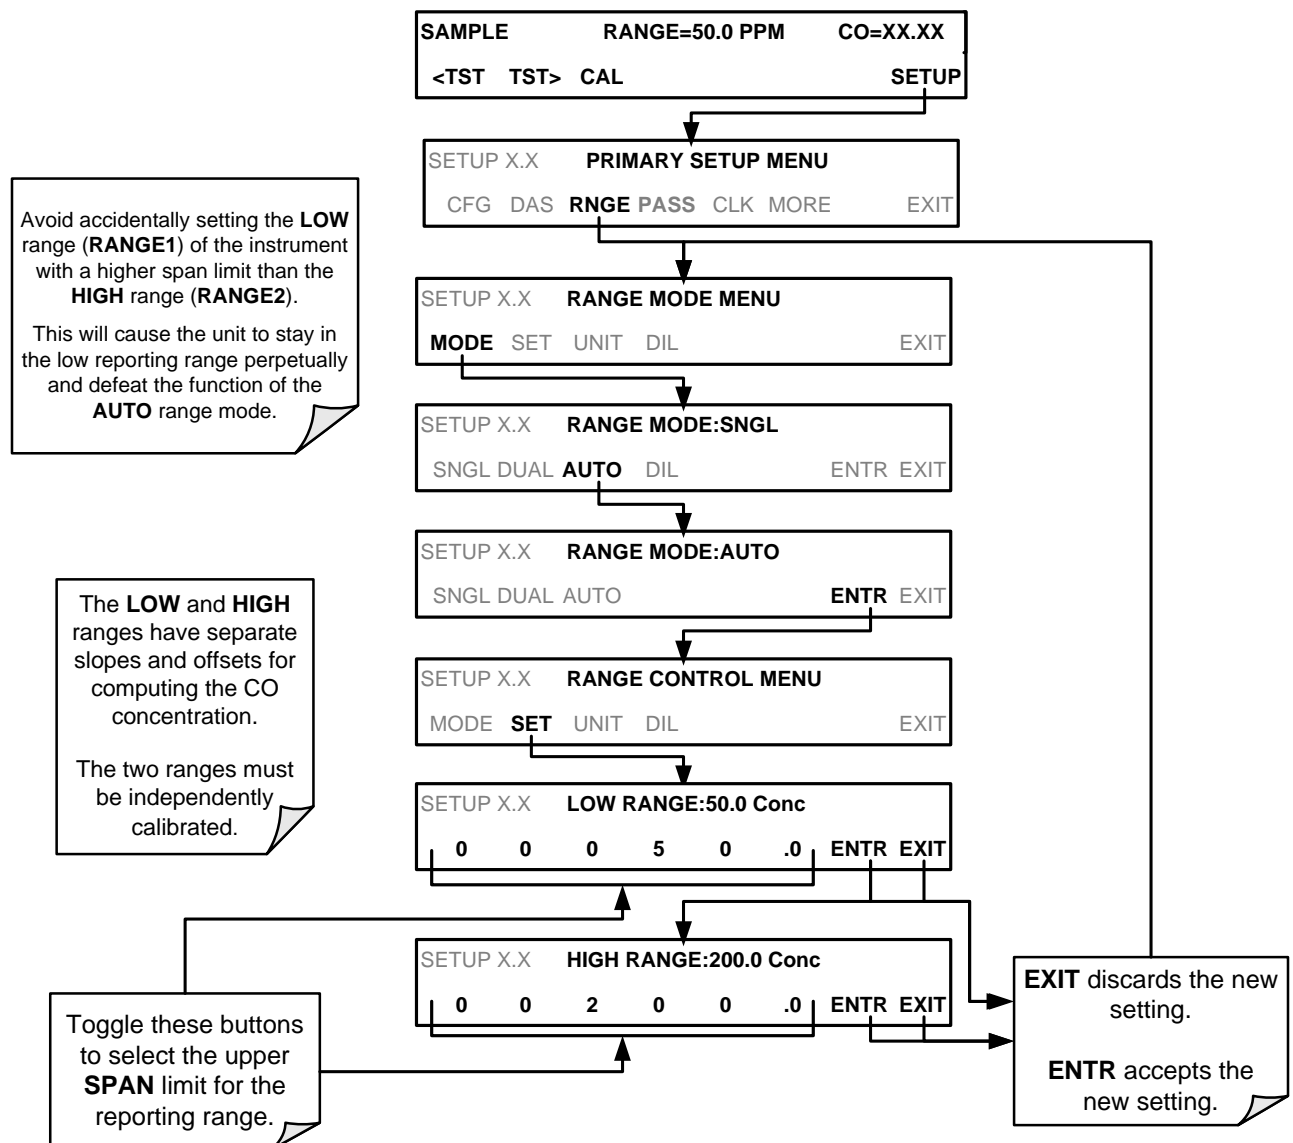 SAMPLE RANGE=50.0 PPM CO=XX.XX
<TST TST> CAL SETUP
SETUP X.X PRIMARY SETUP MENU
CFG DAS RNGE PASS CLK MORE EXIT
Avoid accidentally setting the LOW
range (RANGE1) of the instrument
with a higher span limit than the
HIGH range (RANGE2).
This will cause the unit to stay in
the low reporting range perpetually
and defeat the function of the
AUTO range mode.
SETUP X.X RANGE MODE MENU
MODE SET UNIT DIL EXIT
SETUP X.X RANGE MODE:SNGL
SNGL DUAL AUTO DIL ENTR EXIT
SETUP X.X RANGE MODE:AUTO
SNGL DUAL AUTO ENTR EXIT
The LOW and HIGH
ranges have separate
slopes and offsets for
computing the CO
concentration.
The two ranges must
be independently
calibrated.
SETUP X.X RANGE CONTROL MENU
MODE SET UNIT DIL EXIT
SETUP X.X LOW RANGE:50.0 Conc
0 0 0 5 0 .0 ENTR EXIT
SETUP X.X HIGH RANGE:200.0 Conc
0 0 2 0 0 .0 ENTR EXIT
Toggle these buttons
to select the upper
SPAN limit for the
reporting range.
EXIT discards the new
setting.
ENTR accepts the
new setting.